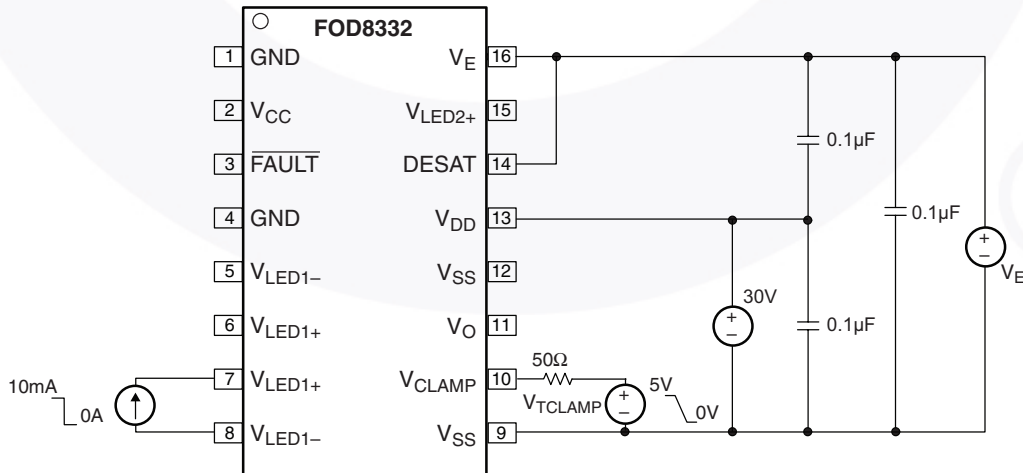 FOD8332
1 GND
2 VCC
3 FAULT
4 GND
5 VLED1–
6 VLED1+
7 VLED1+
8 VLED1–
VE 16
VLED2+ 15
DESAT 14
VDD 13
VSS 12
VO 11
VCLAMP 10
VSS 9
10mA
0A
50Ω
VTCLAMP
+
–
5V
0V
30V
+
–
0.1µF
0.1µF
0.1µF
+
–
VE